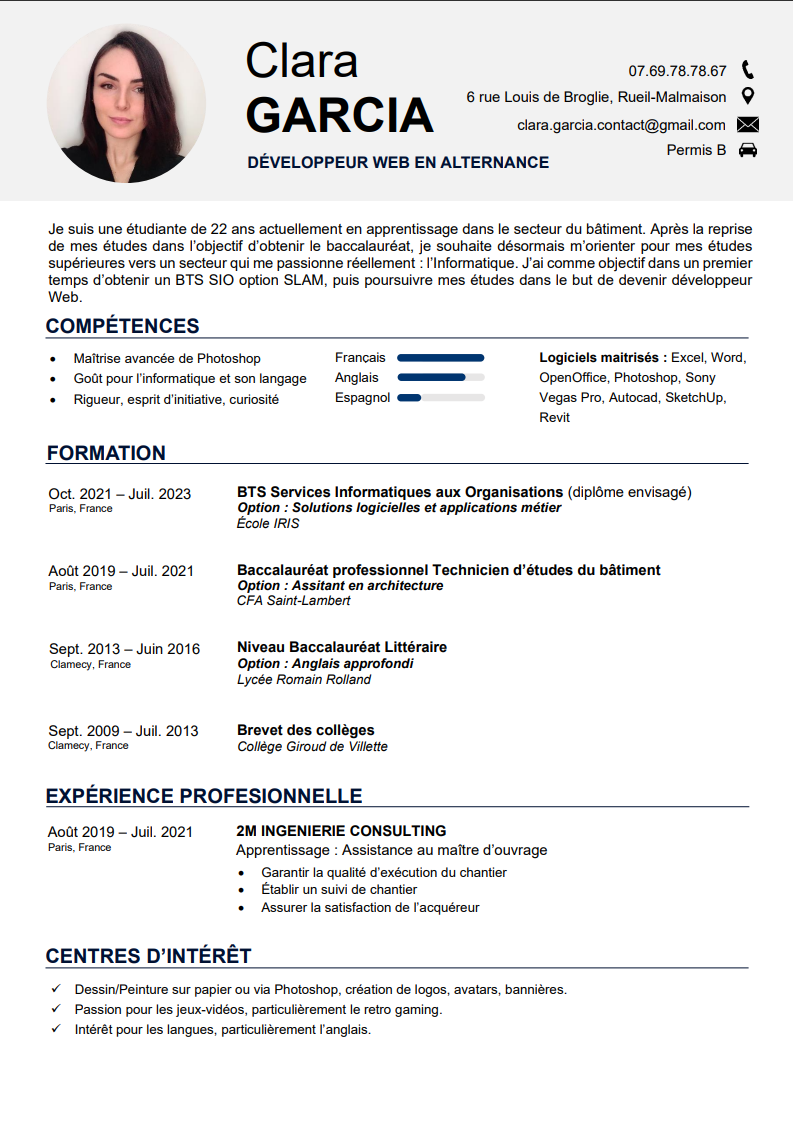 Clara
GARCIA
DÉVELOPPEUR WEB EN ALTERNANCE
07.69.78.78.67
6 rue Louis de Broglie, Rueil-Malmaison
clara.garcia.contact@gmail.com
Permis B
Je suis une étudiante de 22 ans actuellement en apprentissage dans le secteur du bâtiment. Après la reprise
de mes études dans l’objectif d’obtenir le baccalauréat, je souhaite désormais m’orienter pour mes études
supérieures vers un secteur qui me passionne réellement : l’Informatique. J’ai comme objectif dans un premier
temps d’obtenir un BTS SIO option SLAM, puis poursuivre mes études dans le but de devenir développeur
Web.
COMPÉTENCES
• Maîtrise avancée de Photoshop
• Goût pour l’informatique et son langage
• Rigueur, esprit d’initiative, curiosité
Français
Anglais
Espagnol
Logiciels maitrisés : Excel, Word,
OpenOffice, Photoshop, Sony
Vegas Pro, Autocad, SketchUp,
Revit
FORMATION
Oct. 2021 – Juil. 2023
Paris, France
BTS Services Informatiques aux Organisations (diplôme envisagé)
Option : Solutions logicielles et applications métier
École IRIS
Août 2019 – Juil. 2021
Paris, France
Baccalauréat professionnel Technicien d’études du bâtiment
Option : Assitant en architecture
CFA Saint-Lambert
Sept. 2013 – Juin 2016
Clamecy, France
Niveau Baccalauréat Littéraire
Option : Anglais approfondi
Lycée Romain Rolland
Sept. 2009 – Juil. 2013
Clamecy, France
Brevet des collèges
Collège Giroud de Villette
EXPÉRIENCE PROFESIONNELLE
Août 2019 – Juil. 2021
Paris, France
2M INGENIERIE CONSULTING
Apprentissage : Assistance au maître d’ouvrage
• Garantir la qualité d’exécution du chantier
• Établir un suivi de chantier
• Assurer la satisfaction de l’acquéreur
CENTRES D’INTÉRÊT
✓ Dessin/Peinture sur papier ou via Photoshop, création de logos, avatars, bannières.
✓ Passion pour les jeux-vidéos, particulièrement le retro gaming.
✓ Intérêt pour les langues, particulièrement l’anglais.